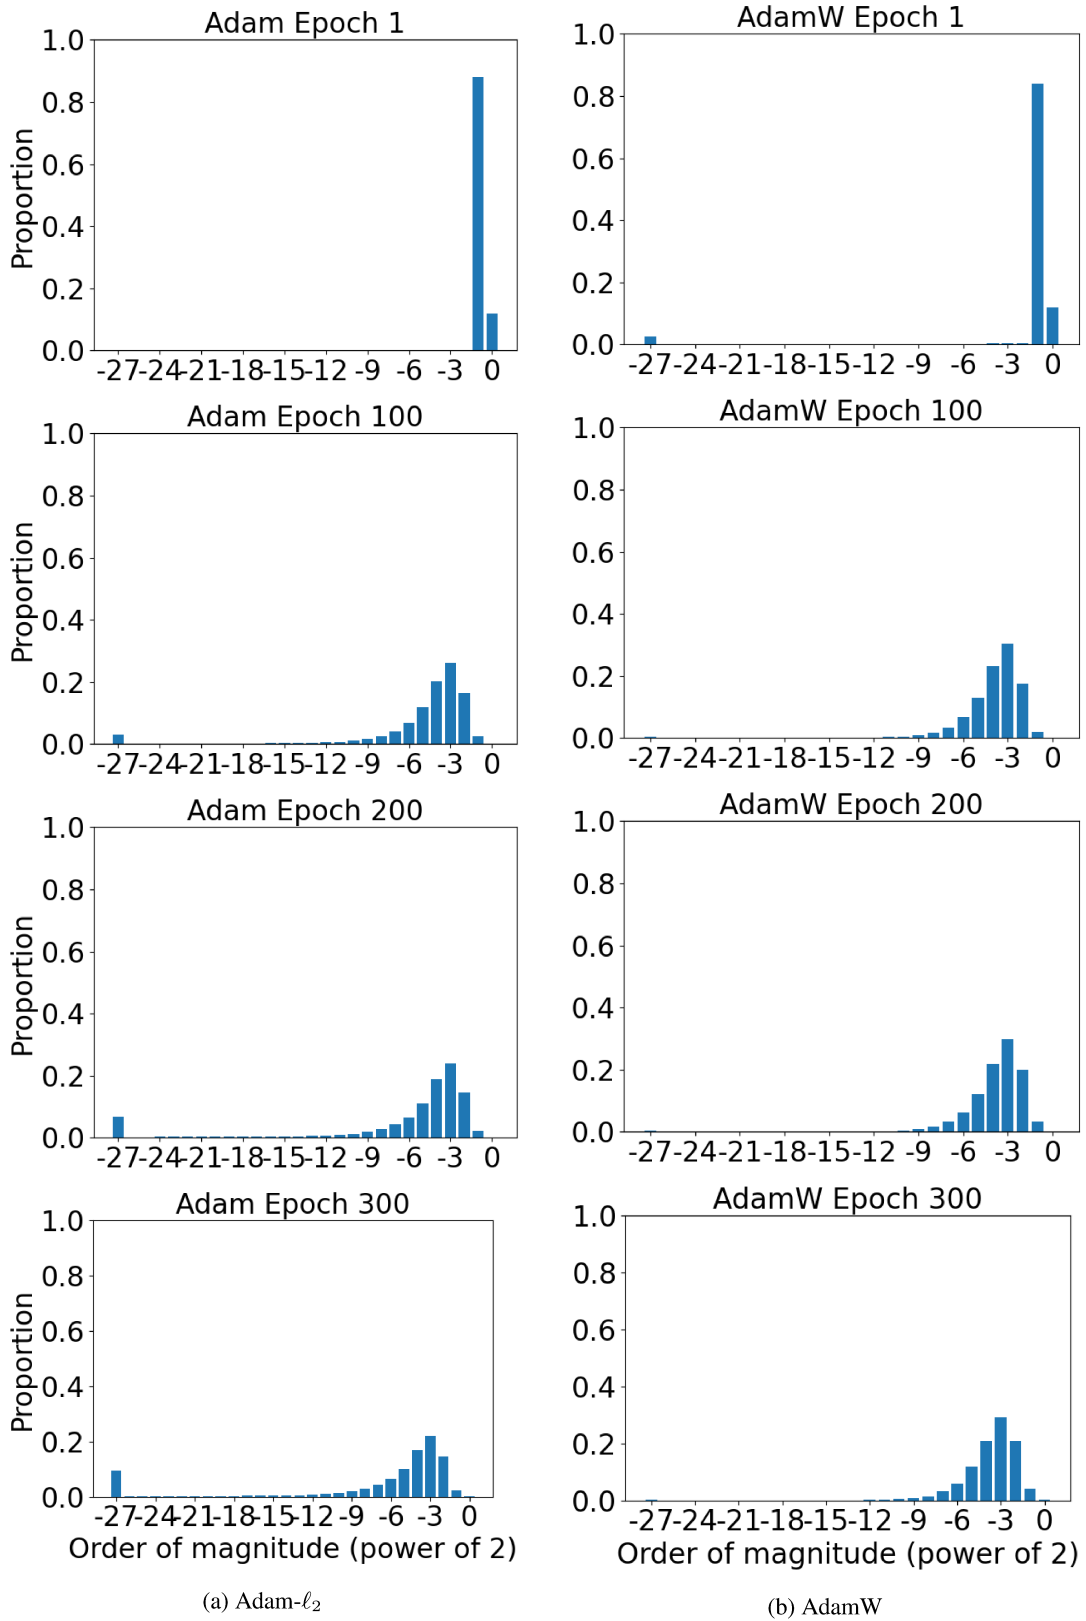 Adam Epoch 1
Proportion
1.0
0.8
0.6
0.4
0.2
0.0
-27 -24 -21 -18 -15 -12 -9 -6 -3 0
AdamW Epoch 1
1.0
0.8
0.6
0.4
0.2
0.0
-27 -24 -21 -18 -15 -12 -9 -6 -3 0
Adam Epoch 100
Proportion
1.0
0.8
0.6
0.4
0.2
0.0
-27 -24 -21 -18 -15 -12 -9 -6 -3 0
AdamW Epoch 100
1.0
0.8
0.6
0.4
0.2
0.0
-27 -24 -21 -18 -15 -12 -9 -6 -3 0
Adam Epoch 200
Proportion
1.0
0.8
0.6
0.4
0.2
0.0
-27 -24 -21 -18 -15 -12 -9 -6 -3 0
AdamW Epoch 200
1.0
0.8
0.6
0.4
0.2
0.0
-27 -24 -21 -18 -15 -12 -9 -6 -3 0
Adam Epoch 300
Proportion
1.0
0.8
0.6
0.4
0.2
0.0
-27 -24 -21 -18 -15 -12 -9 -6 -3 0
Order of magnitude (power of 2)
(a) Adam-ℓ₂
AdamW Epoch 300
1.0
0.8
0.6
0.4
0.2
0.0
-27 -24 -21 -18 -15 -12 -9 -6 -3 0
Order of magnitude (power of 2)
(b) AdamW